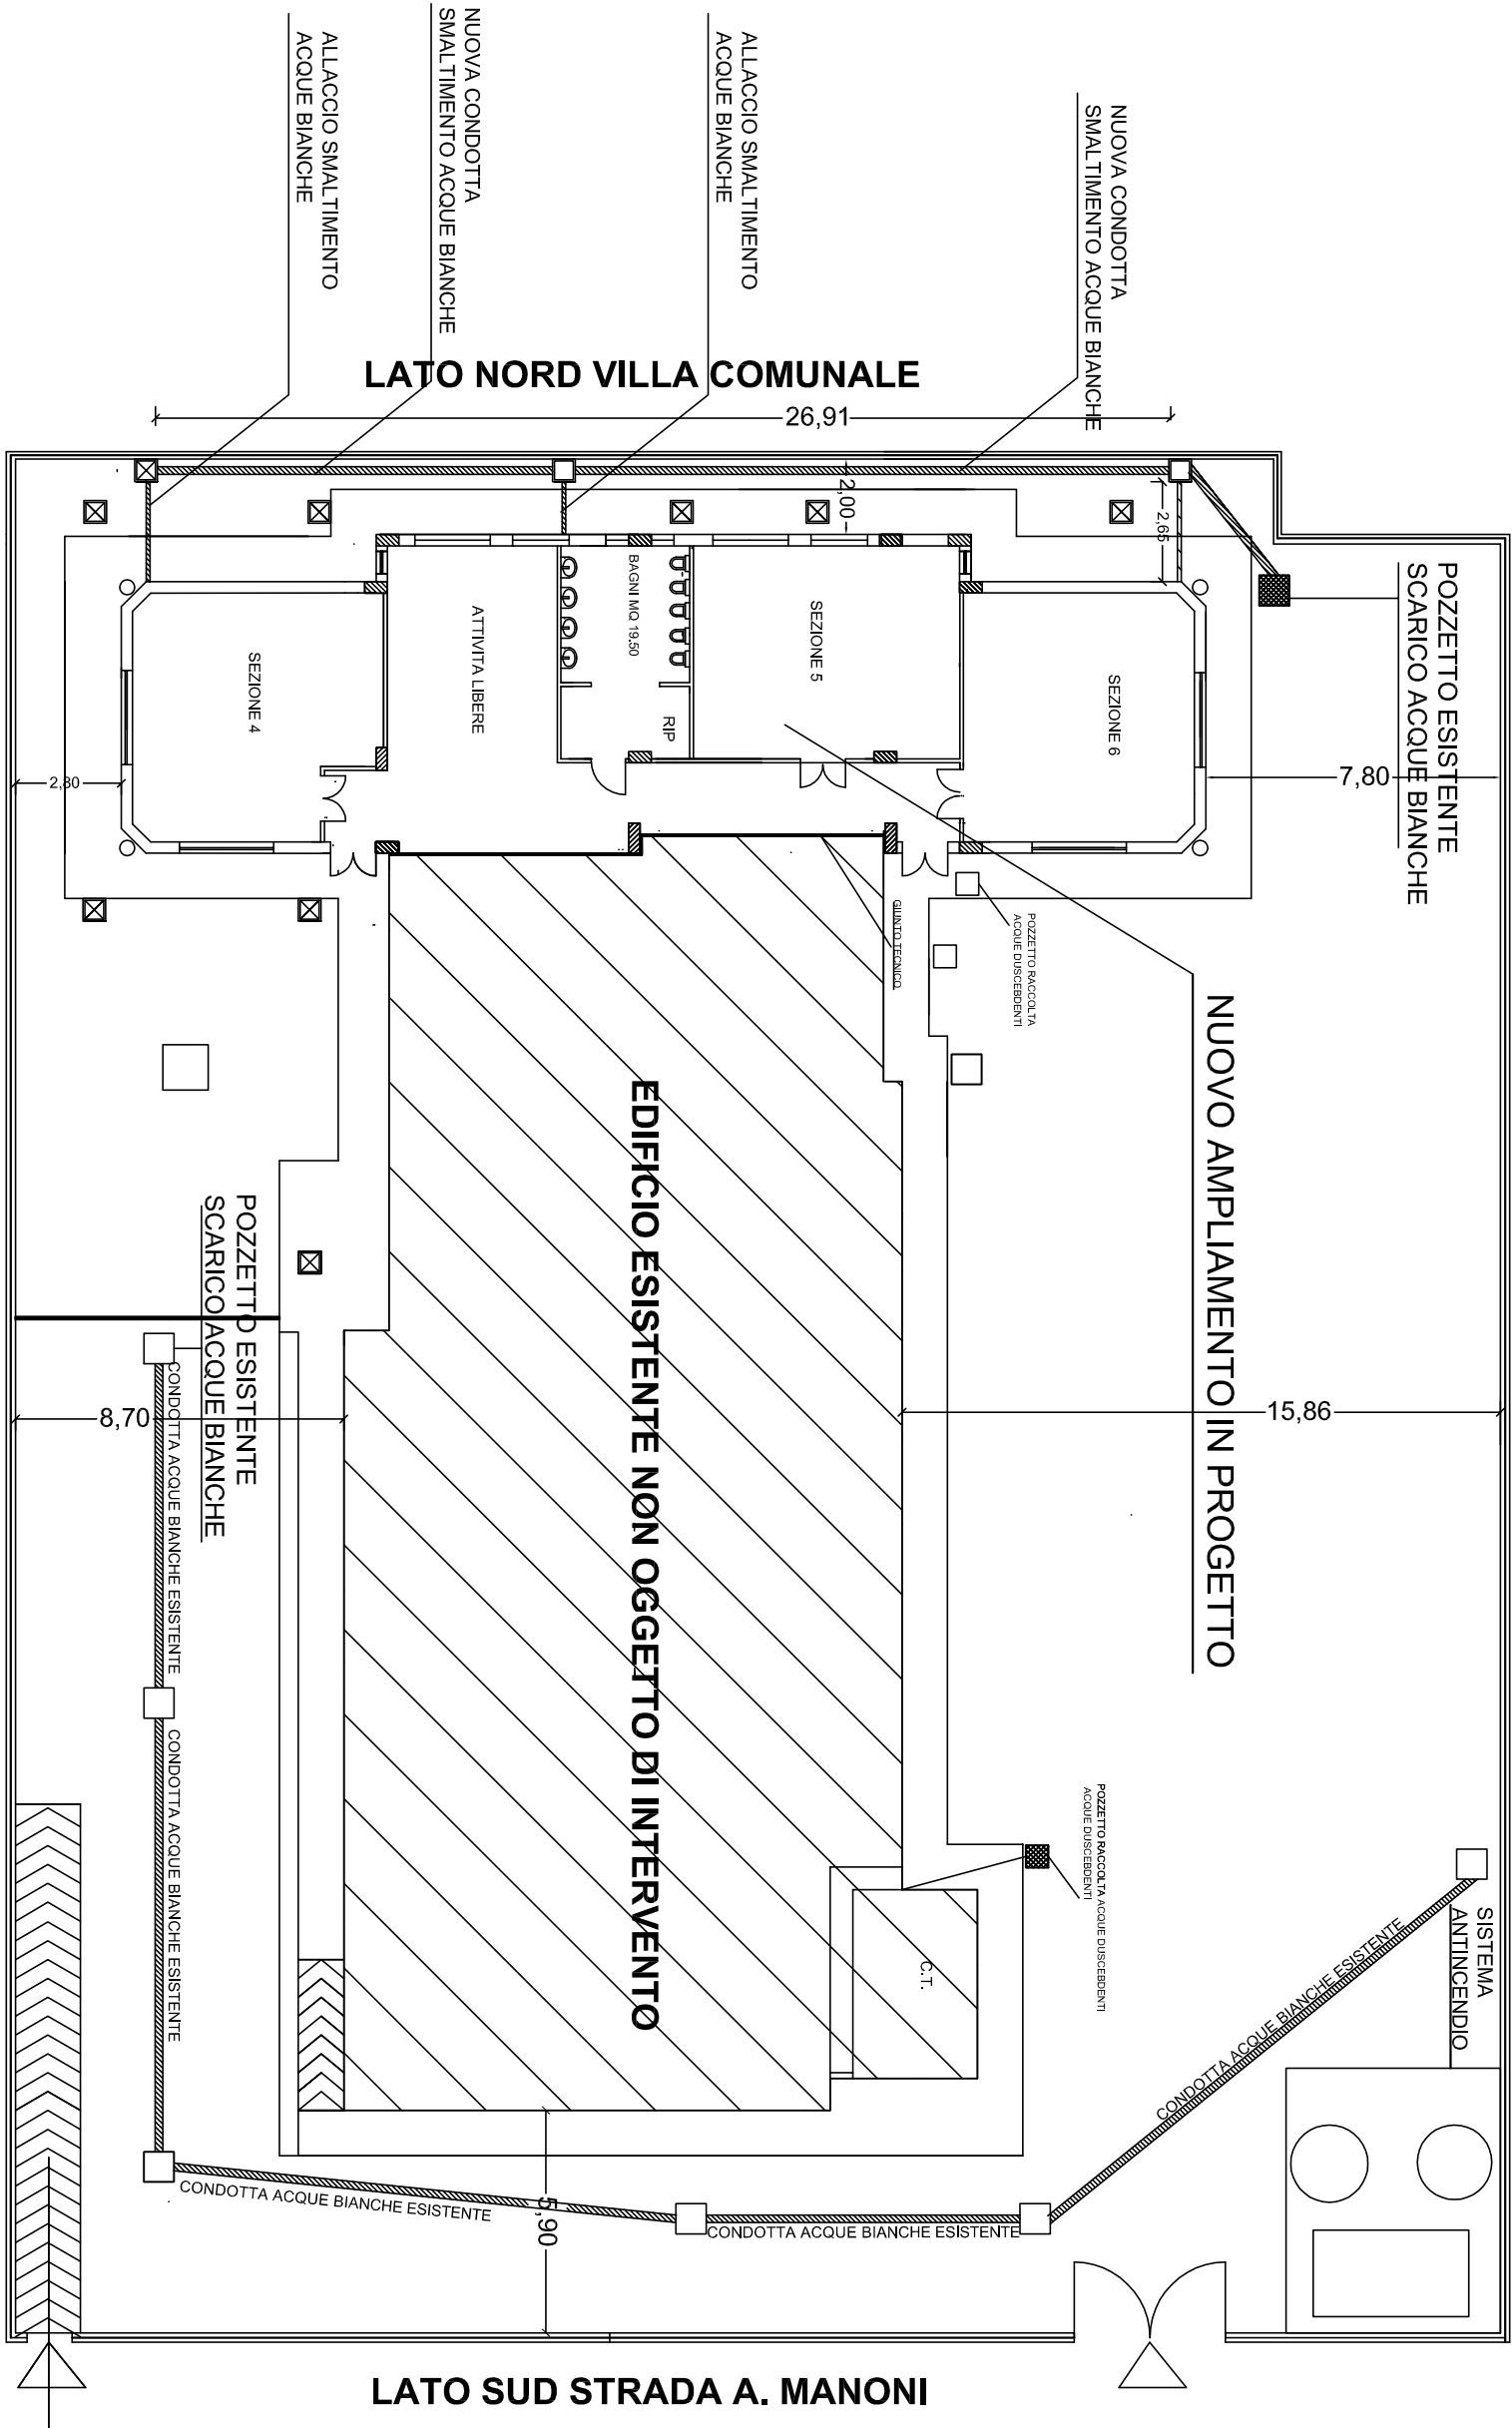 ALLACCIO SMALTIMENTO
ACQUE BIANCHE
NUOVA CONDOTTA
SMALTIMENTO ACQUE BIANCHE
ALLACCIO SMALTIMENTO
ACQUE BIANCHE
NUOVA CONDOTTA
SMALTIMENTO ACQUE BIANCHE
LATO NORD VILLA COMUNALE
26,91
2,00
2,65
POZZETTO ESISTENTE
SCARICO ACQUE BIANCHE
SEZIONE 4
ATTIVITA LIBERE
BAGNI MQ 19.50
RIP
SEZIONE 5
SEZIONE 6
2,80
7,80
GIUNTO TECNICO
POZZETTO RACCOLTA
ACQUE DUSCEBDENTI
NUOVO AMPLIAMENTO IN PROGETTO
EDIFICIO ESISTENTE NON OGGETTO DI INTERVENTO
POZZETTO ESISTENTE
SCARICO ACQUE BIANCHE
8,70
15,86
CONDOTTA ACQUE BIANCHE ESISTENTE
CONDOTTA ACQUE BIANCHE ESISTENTE
POZZETTO RACCOLTA ACQUE DUSCEBDENTI
ACQUE DUSCEBDENTI
C.T.
SISTEMA
ANTINCENDIO
CONDOTTA ACQUE BIANCHE ESISTENTE
CONDOTTA ACQUE BIANCHE ESISTENTE
5,90
CONDOTTA ACQUE BIANCHE ESISTENTE
LATO SUD STRADA A. MANONI